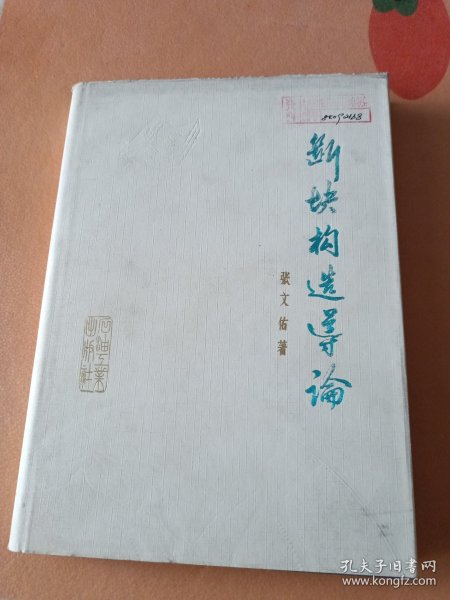 88092168
断块构造导论
张文佑著
石油工业出版社
孔夫子旧书网
www.kongfz.com